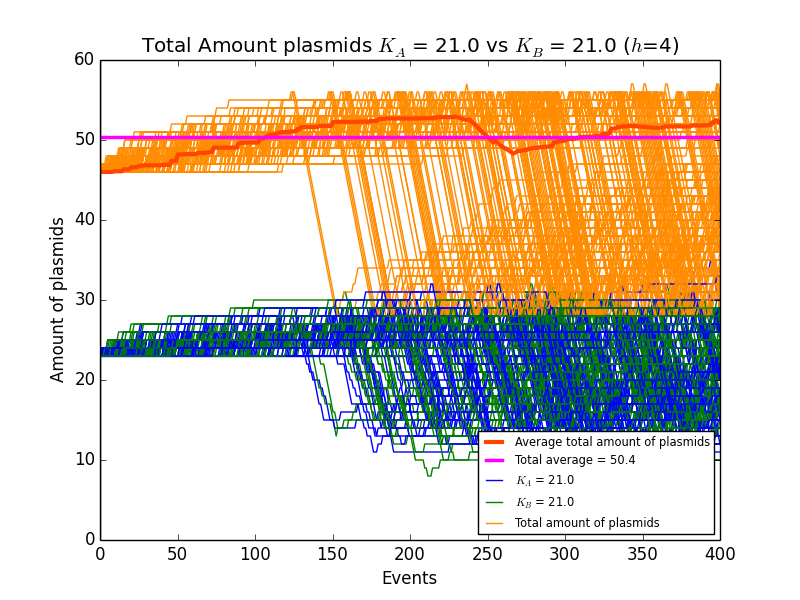 Total Amount plasmids K_A = 21.0 vs K_B = 21.0 (h=4)
60
50
40
30
20
10
0
Amount of plasmids
Average total amount of plasmids
Total average = 50.4
K_A = 21.0
K_B = 21.0
Total amount of plasmids
0 50 100 150 200 250 300 350 400
Events